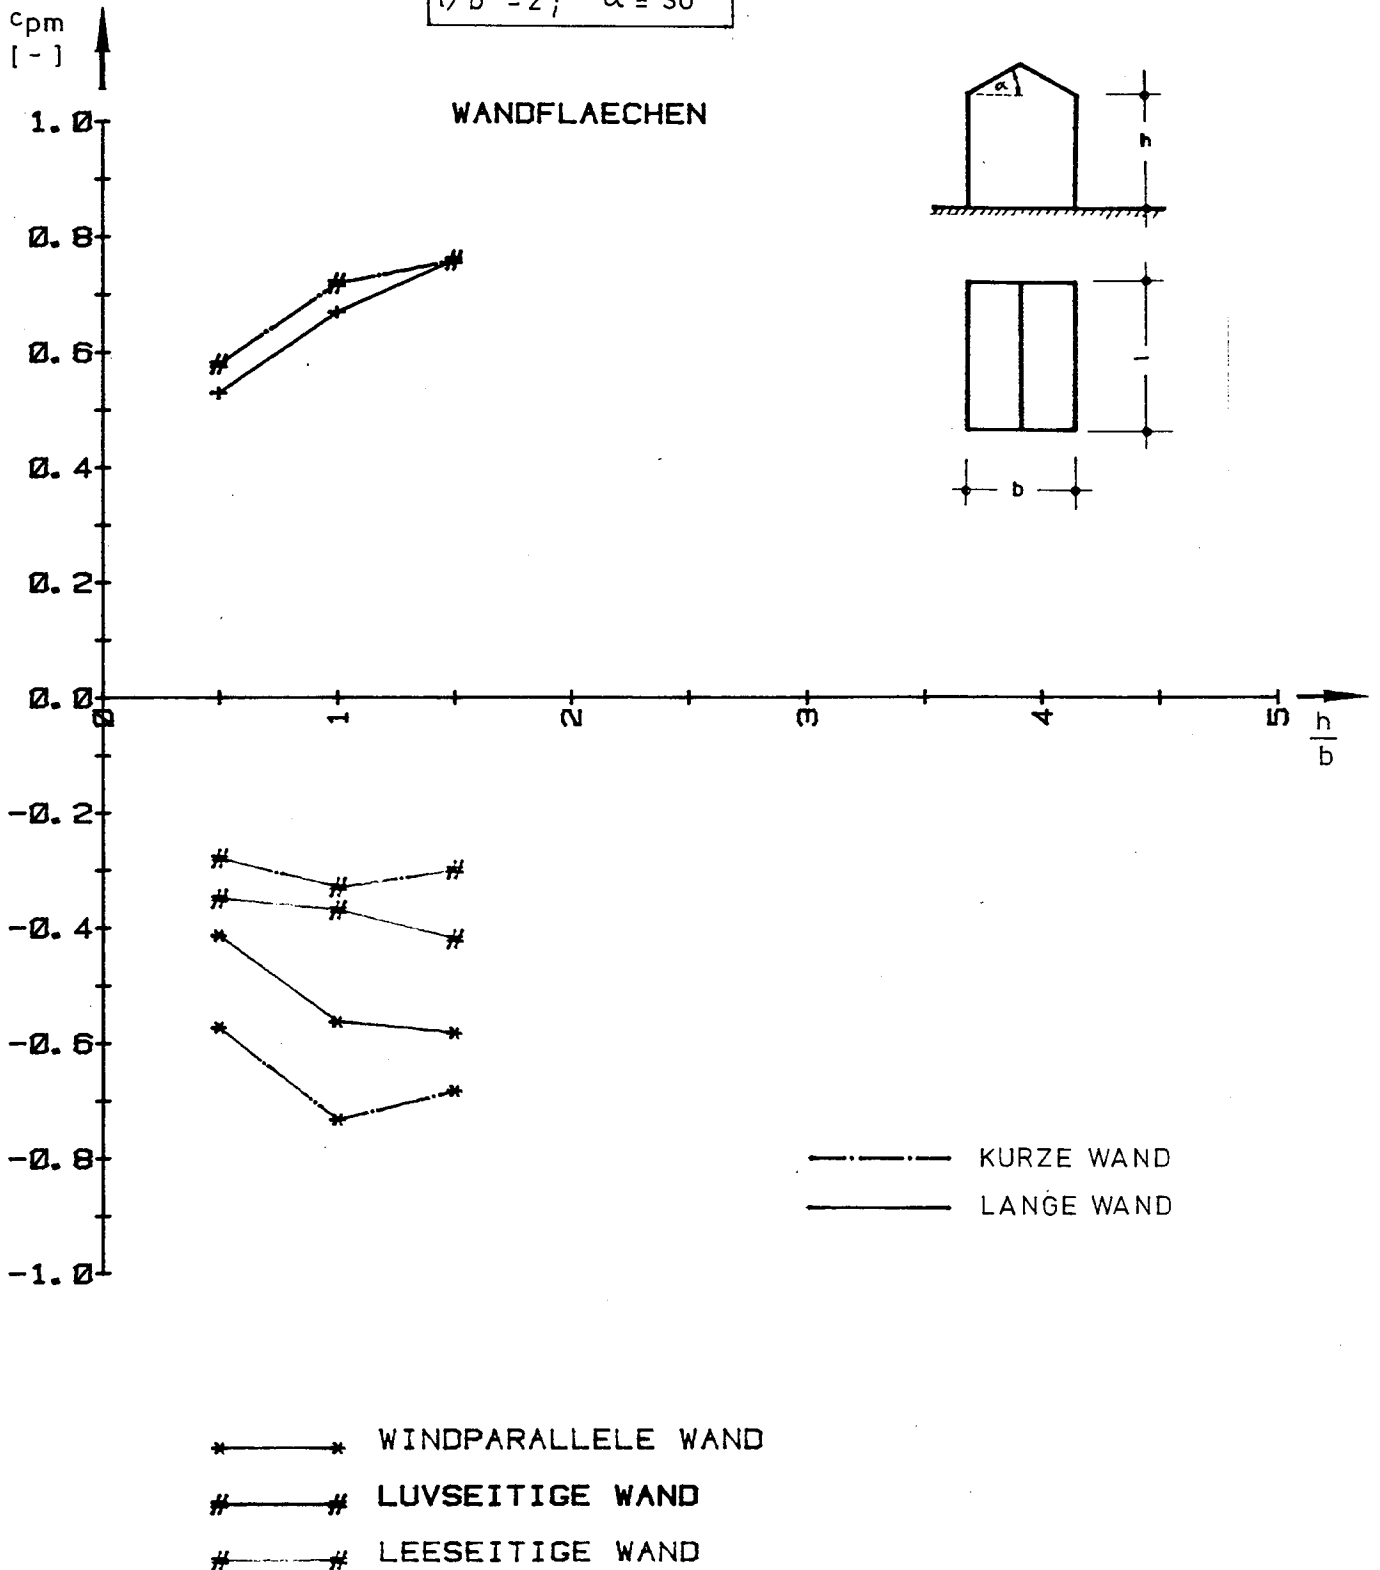 cpm
[-]
l/b = 2; α = 30
WANDFLAECHEN
1.0
0.8
0.6
0.4
0.2
0.0
-0.2
-0.4
-0.6
-0.8
-1.0
0 1 2 3 4 5
h
b
α
h
l
b
KURZE WAND
LANGE WAND
WINDPARALLELE WAND
LUVSEITIGE WAND
LEESEITIGE WAND